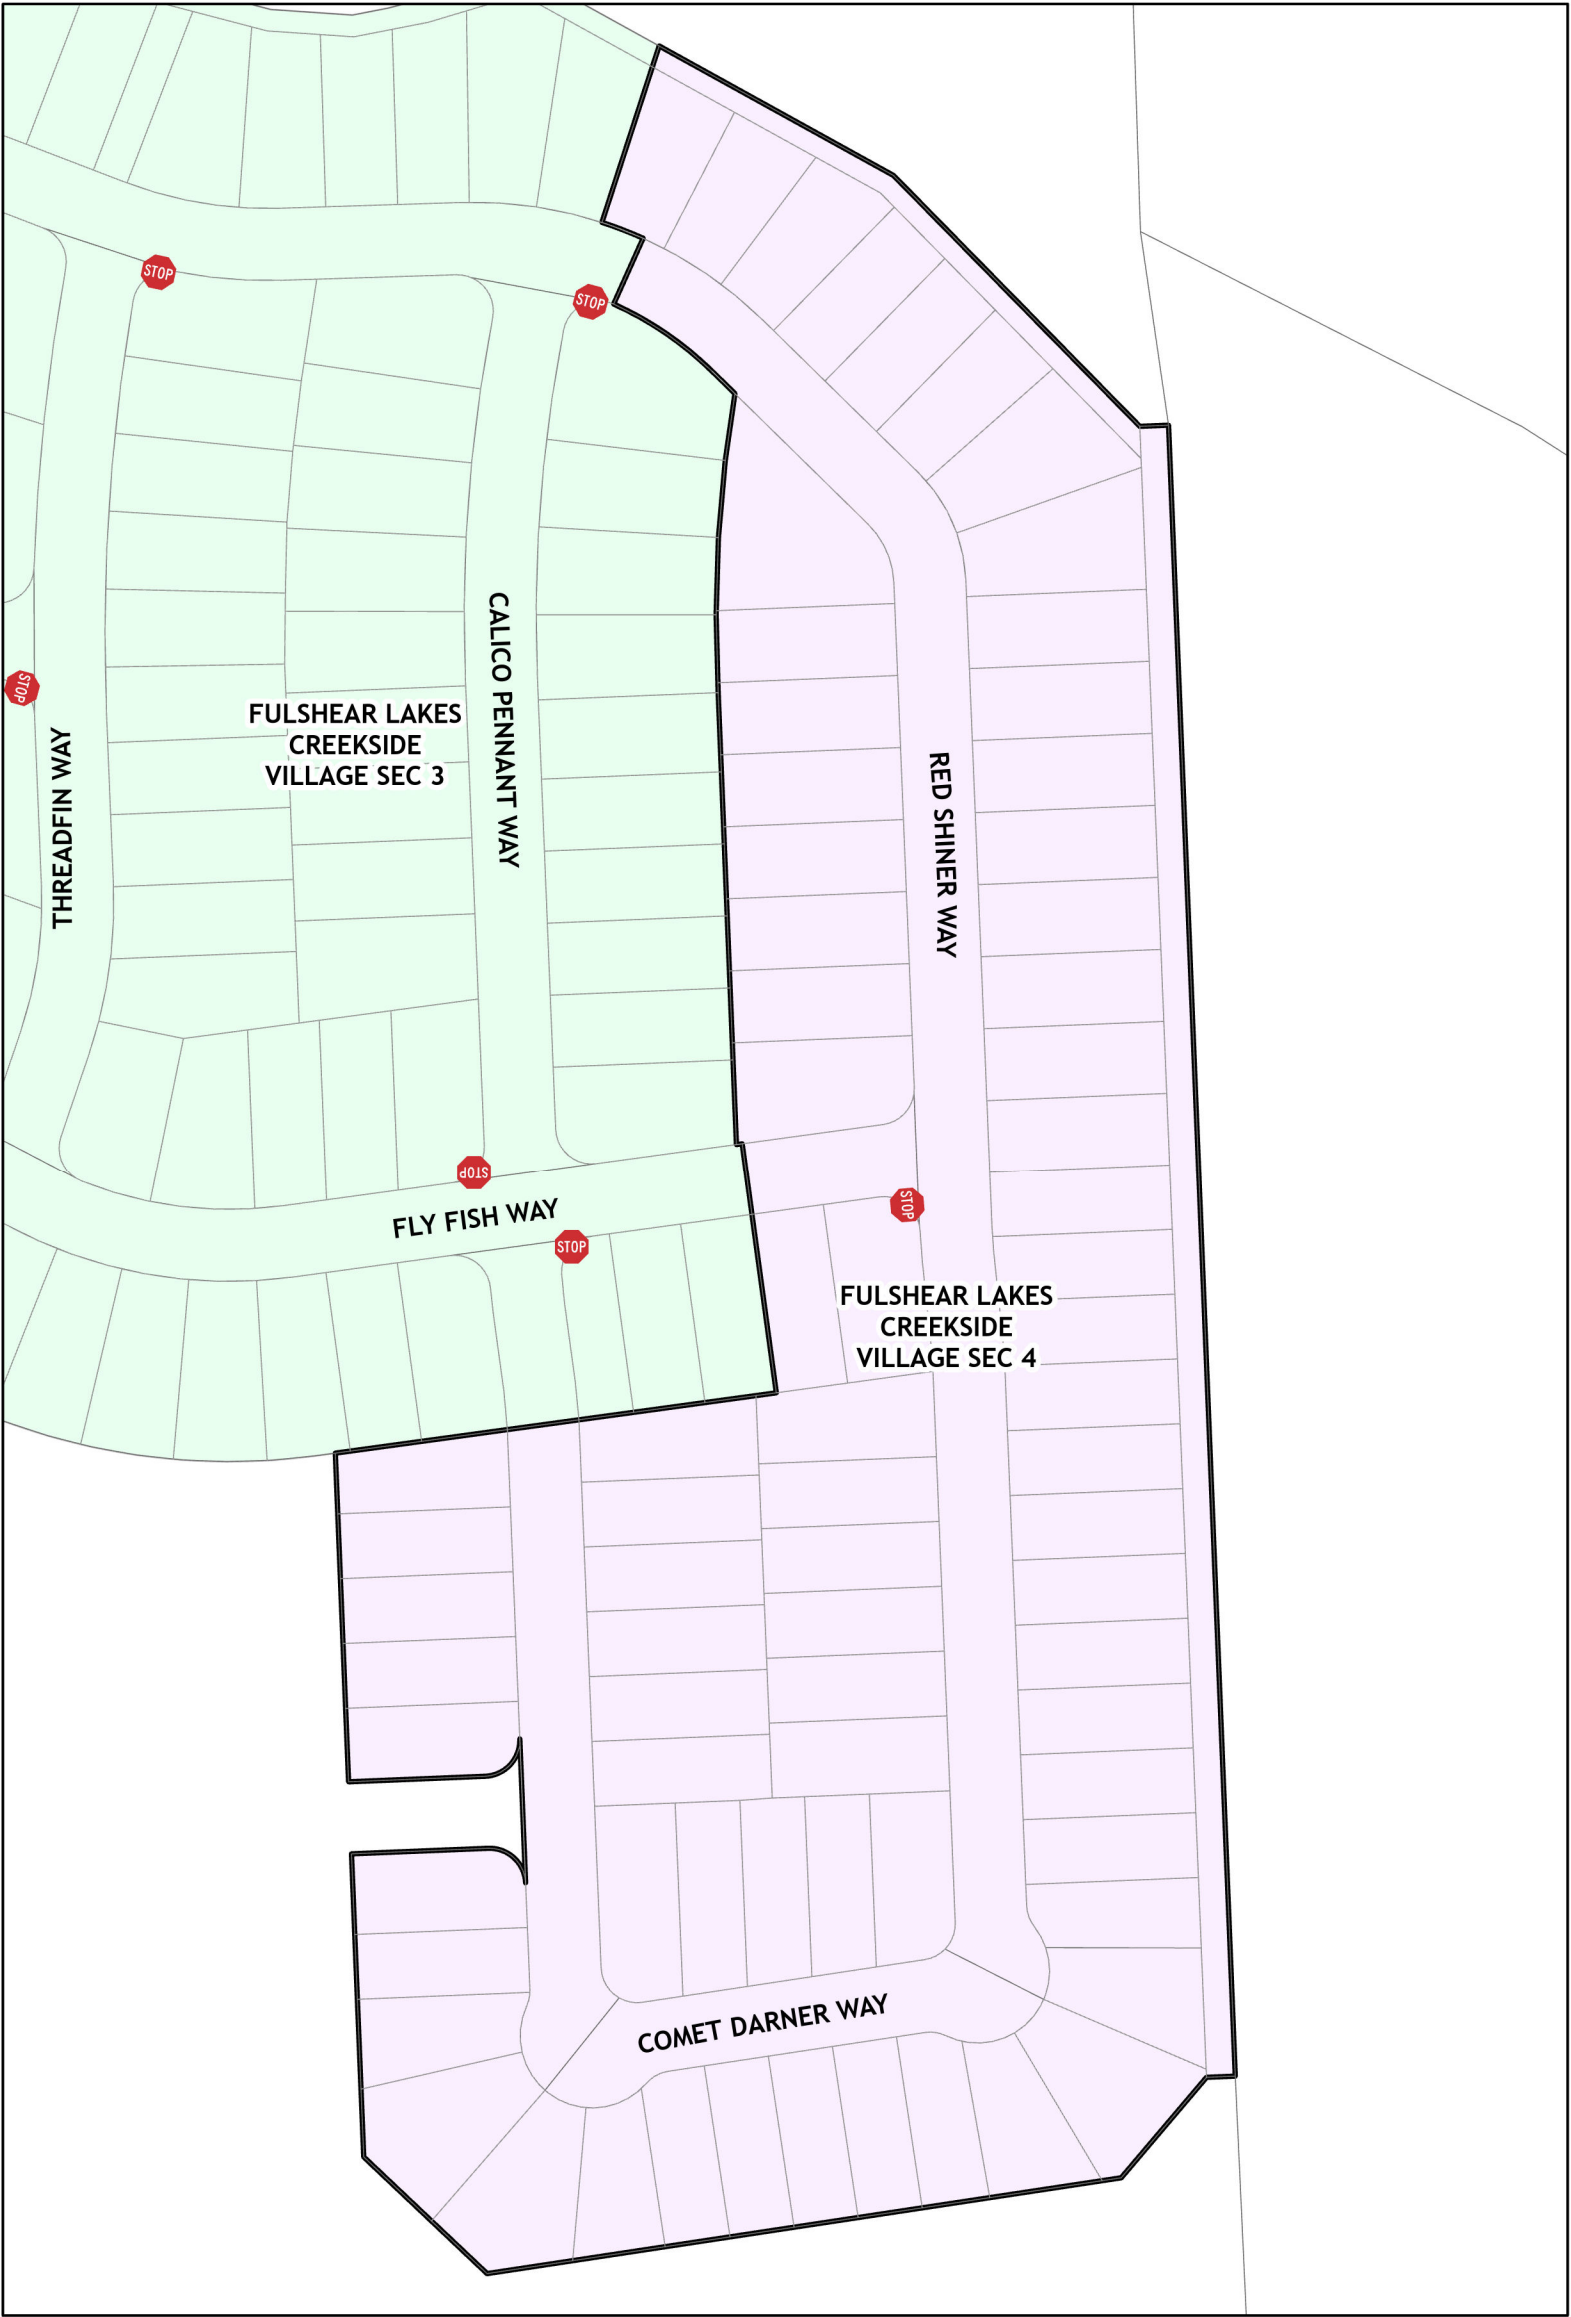 STOP
STOP
CALICO PENNANT WAY
STOP
FULSHEAR LAKES
CREEKSIDE
VILLAGE SEC 3
THREADFIN WAY
RED SHINER WAY
STOP
FLY FISH WAY
STOP
STOP
FULSHEAR LAKES
CREEKSIDE
VILLAGE SEC 4
COMET DARNER WAY